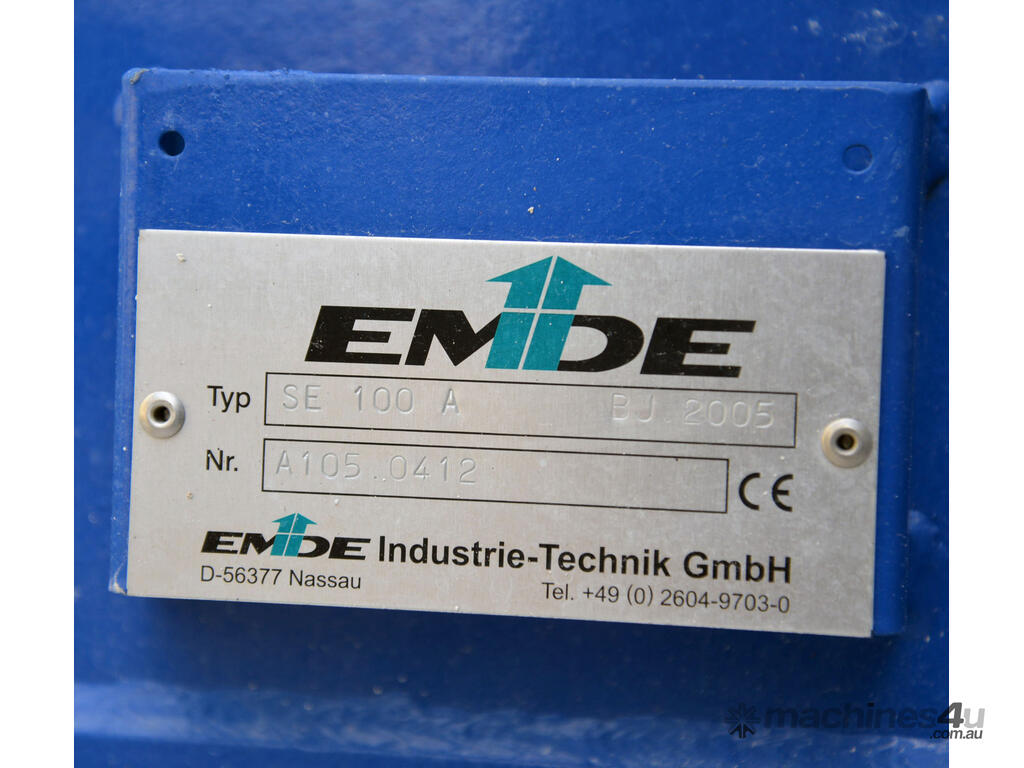 EMDE
Typ SE 100 A BJ.2005
Nr. A105..0412 CE
EMDE Industrie-Technik GmbH
D-56377 Nassau Tel. +49 (0) 2604-9703-0
machines4u
.com.au